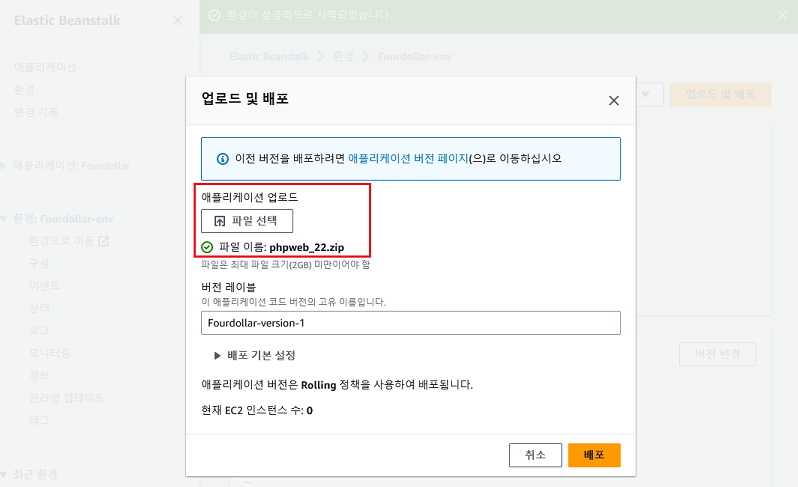 Elastic Beanstalk
환경이 성공적으로 시작되었습니다.
애플리케이션
환경
변경 기록
애플리케이션: Fourdollar
환경: Fourdollar-env
환경으로 이동
구성
이벤트
상태
로그
모니터링
경보
관리형 업데이트
태그
최근 환경
Elastic Beanstalk
환경
Fourdollar-env
업로드 및 배포
버전 변경
업로드 및 배포
이전 버전을 배포하려면 애플리케이션 버전 페이지(으)로 이동하십시오
애플리케이션 업로드
파일 선택
파일 이름: phpweb_22.zip
파일은 최대 파일 크기(2GB) 미만이어야 함
버전 레이블
이 애플리케이션 코드 버전의 고유 이름입니다.
Fourdollar-version-1
배포 기본 설정
애플리케이션 버전은 Rolling 정책을 사용하여 배포됩니다.
현재 EC2 인스턴스 수: 0
취소
배포